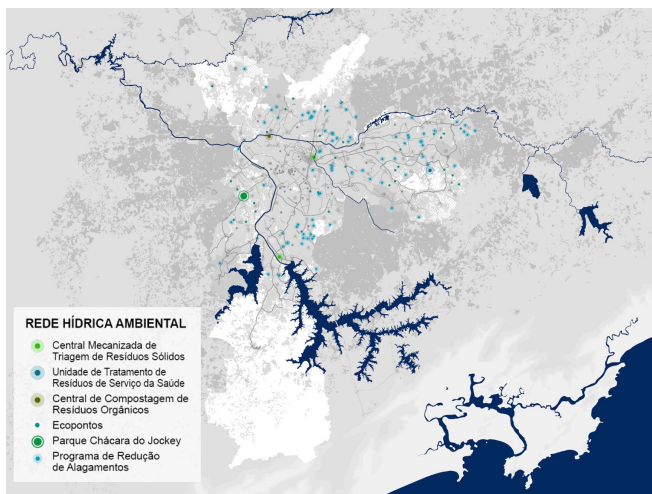 REDE HÍDRICA AMBIENTAL
Central Mecanizada de
Triagem de Resíduos Sólidos
Unidade de Tratamento de
Resíduos de Serviço da Saúde
Central de Compostagem de
Resíduos Orgânicos
Ecopontos
Parque Chácara do Jockey
Programa de Redução
de Alagamentos